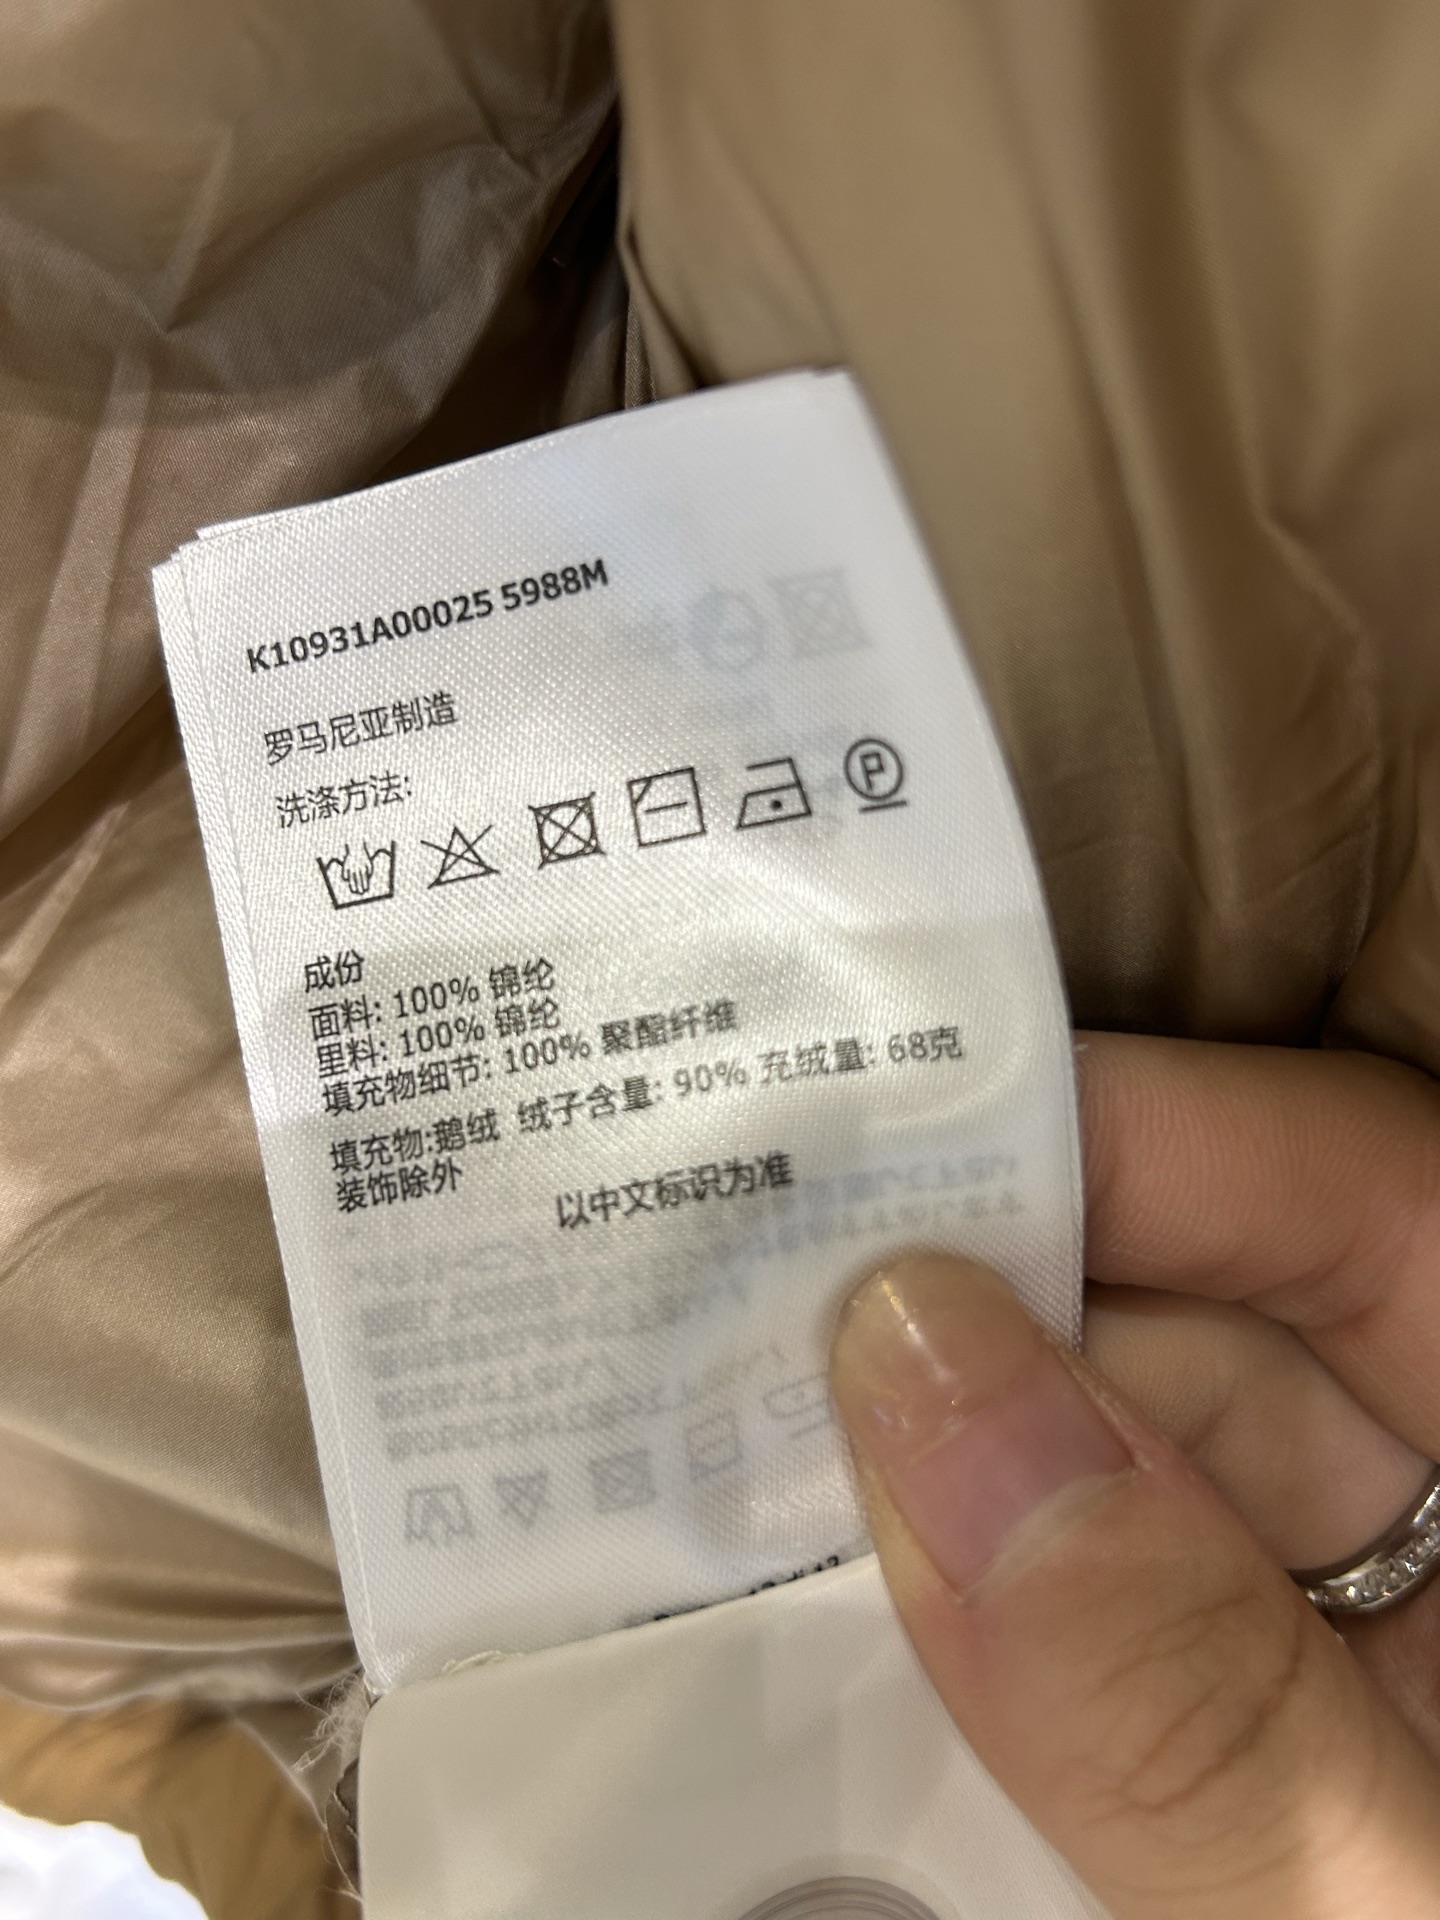 K10931A00025 5988M
罗马尼亚制造
洗涤方法:
P
成份
面料: 100% 锦纶
里料: 100% 锦纶
填充物细节: 100% 聚酯纤维
填充物:鹅绒 绒子含量: 90% 充绒量: 68克
装饰除外
以中文标识为准